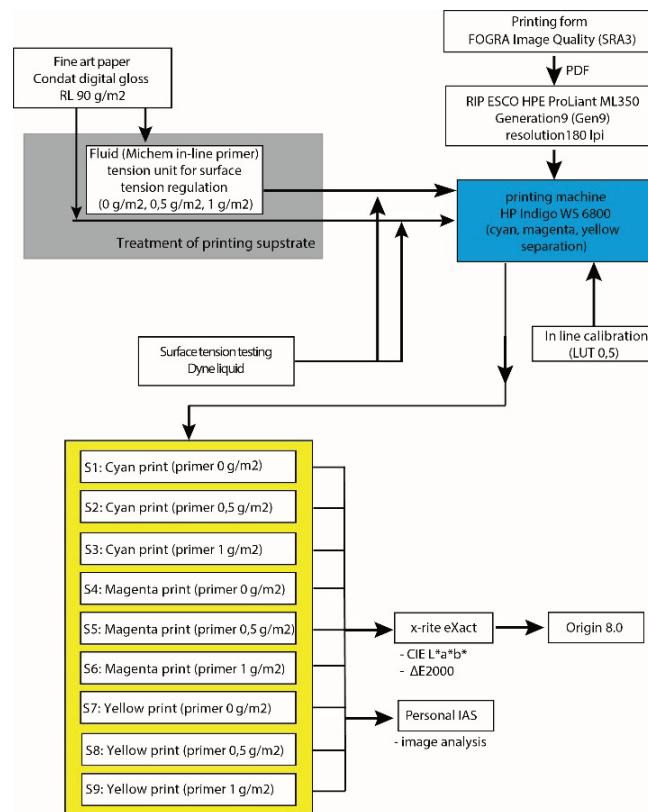 Printing form
FOGRA Image Quality (SRA3)
PDF
Fine art paper
Condat digital gloss
RL 90 g/m2
RIP ESCO HPE ProLiant ML350
Generation9 (Gen9)
resolution180 lpi
Fluid (Michem in-line primer)
tension unit for surface
tension regulation
(0 g/m2, 0,5 g/m2, 1 g/m2)
Treatment of printing supstrate
printing machine
HP Indigo WS 6800
(cyan, magenta, yellow
separation)
Surface tension testing
Dyne liquid
In line calibration
(LUT 0,5)
S1: Cyan print (primer 0 g/m2)
S2: Cyan print (primer 0,5 g/m2)
S3: Cyan print (primer 1 g/m2)
S4: Magenta print (primer 0 g/m2)
S5: Magenta print (primer 0,5 g/m2)
S6: Magenta print (primer 1 g/m2)
S7: Yellow print (primer 0 g/m2)
S8: Yellow print (primer 0,5 g/m2)
S9: Yellow print (primer 1 g/m2)
x-rite eXact
- CIE L*a*b*
- ΔE2000
Origin 8.0
Personal IAS
- image analysis